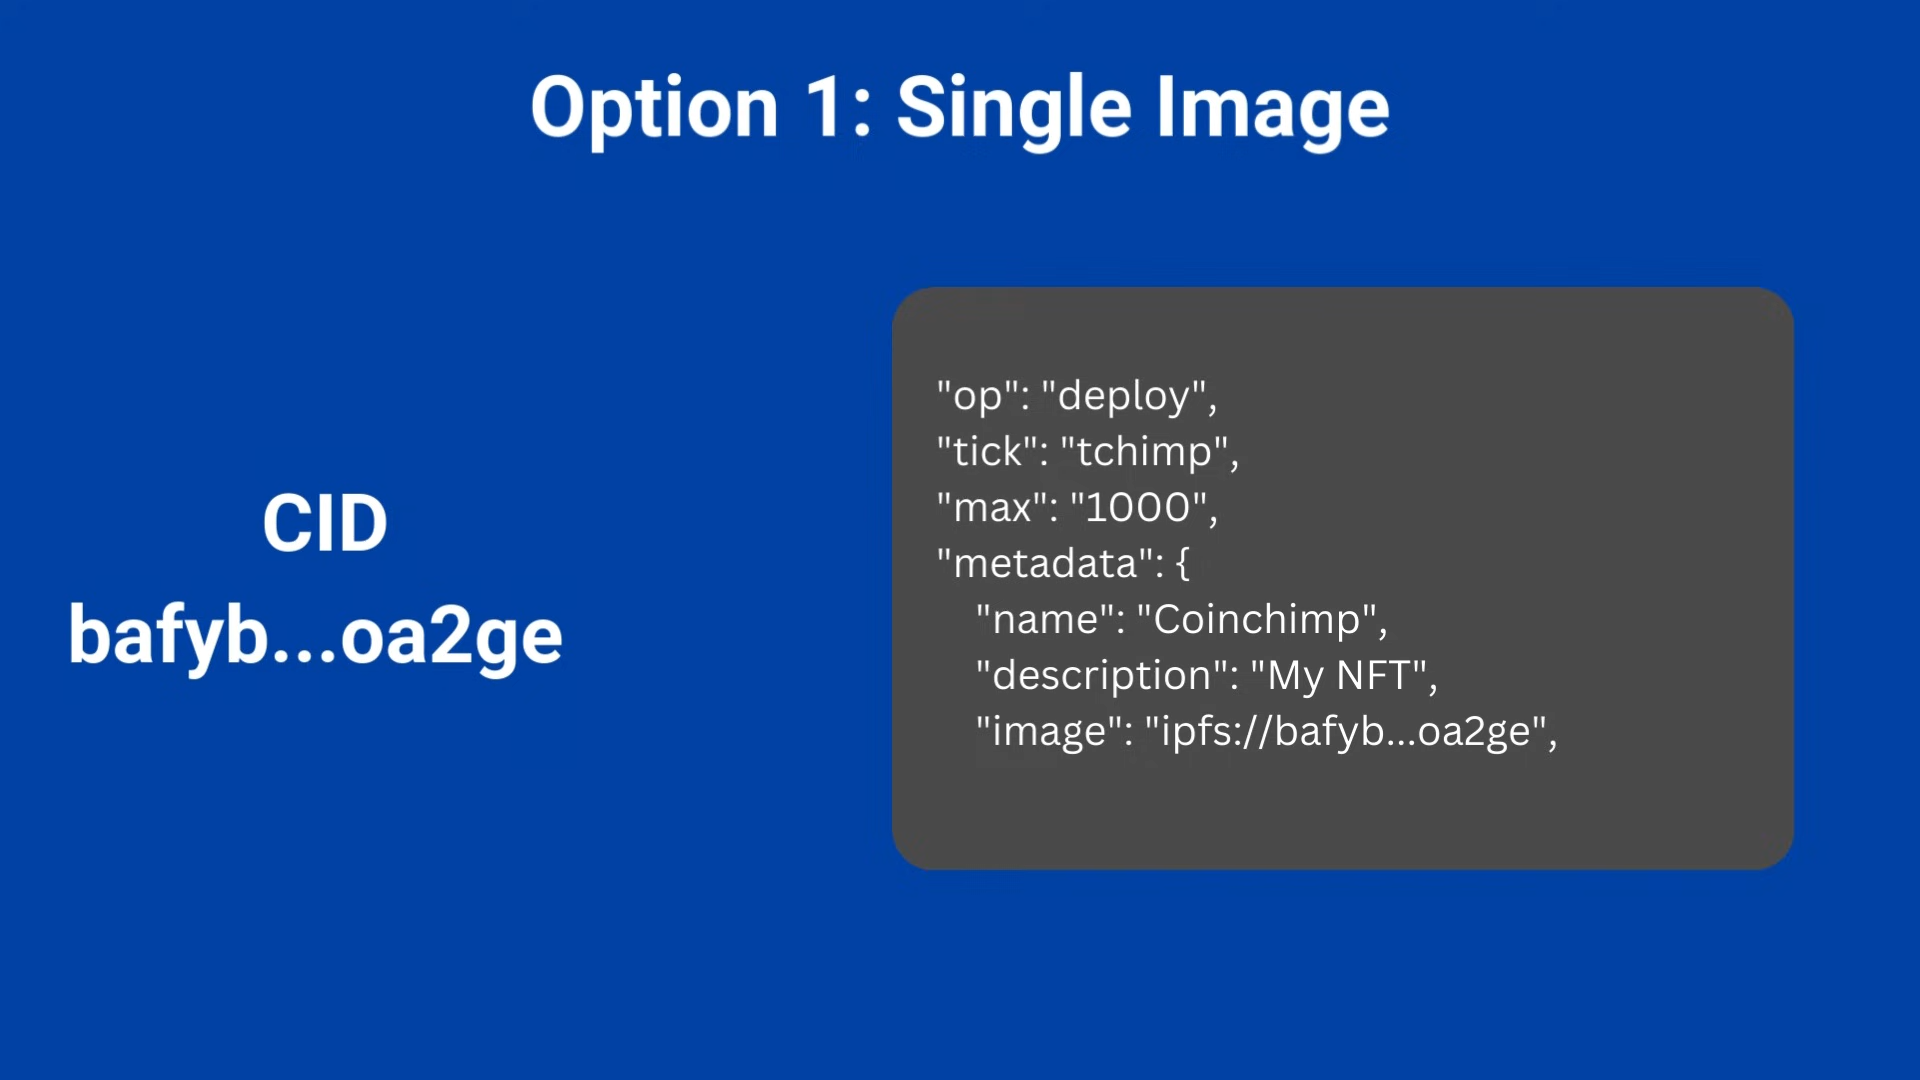 Option 1: Single Image
CID
bafyb...oa2ge
"op": "deploy",
"tick": "tchimp",
"max": "1000",
"metadata": {
"name": "Coinchimp",
"description": "My NFT",
"image": "ipfs://bafyb...oa2ge",